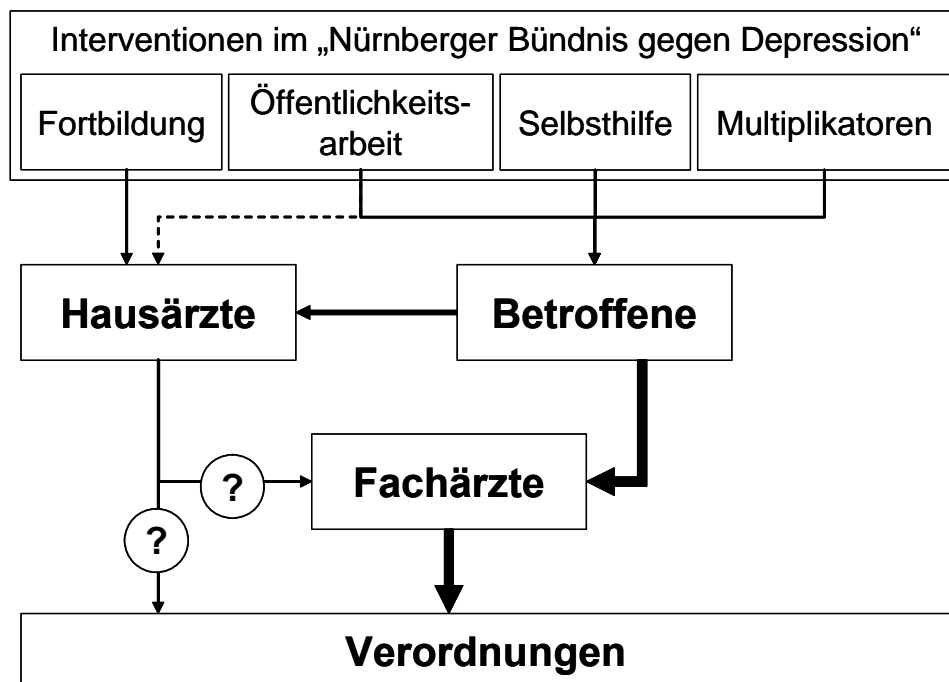 Interventionen im „Nürnberger Bündnis gegen Depression“
Fortbildung
Öffentlichkeits-
arbeit
Selbsthilfe
Multiplikatoren
Hausärzte
Betroffene
?
Fachärzte
?
Verordnungen